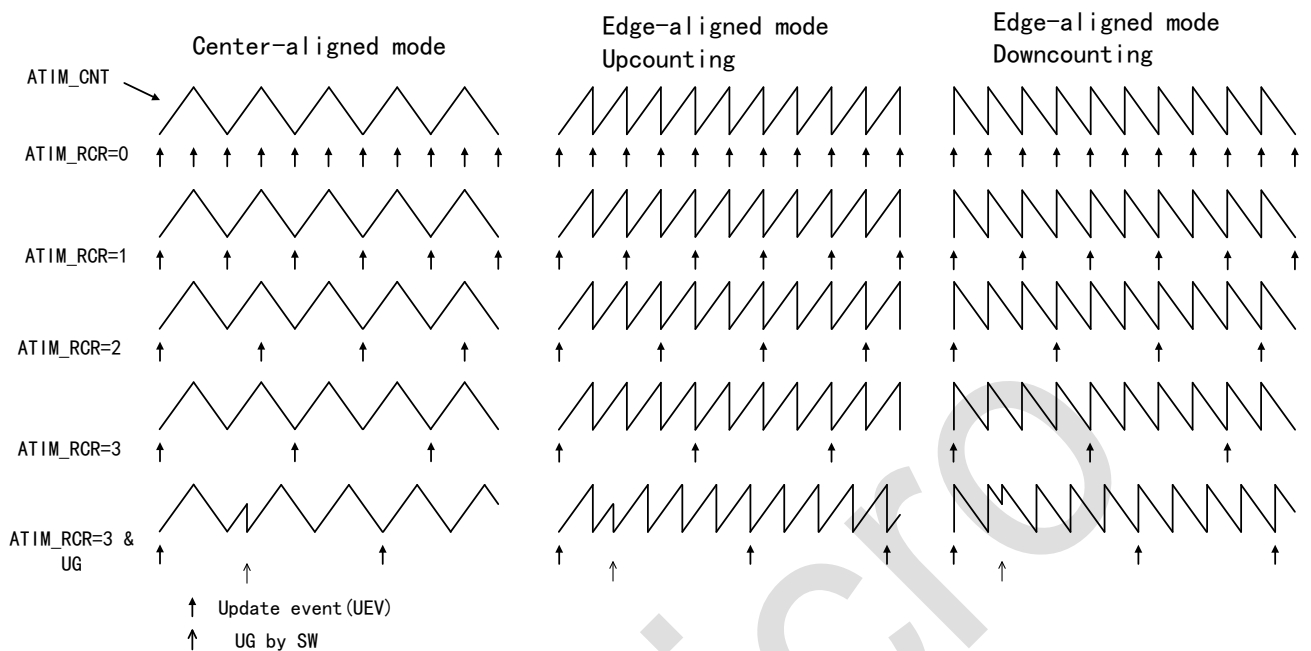 Center-aligned mode
Edge-aligned mode
Upcounting
Edge-aligned mode
Downcounting
ATIM_CNT
ATIM_RCR=0
ATIM_RCR=1
ATIM_RCR=2
ATIM_RCR=3
ATIM_RCR=3 &
UG
Update event(UEV)
UG by SW
icro